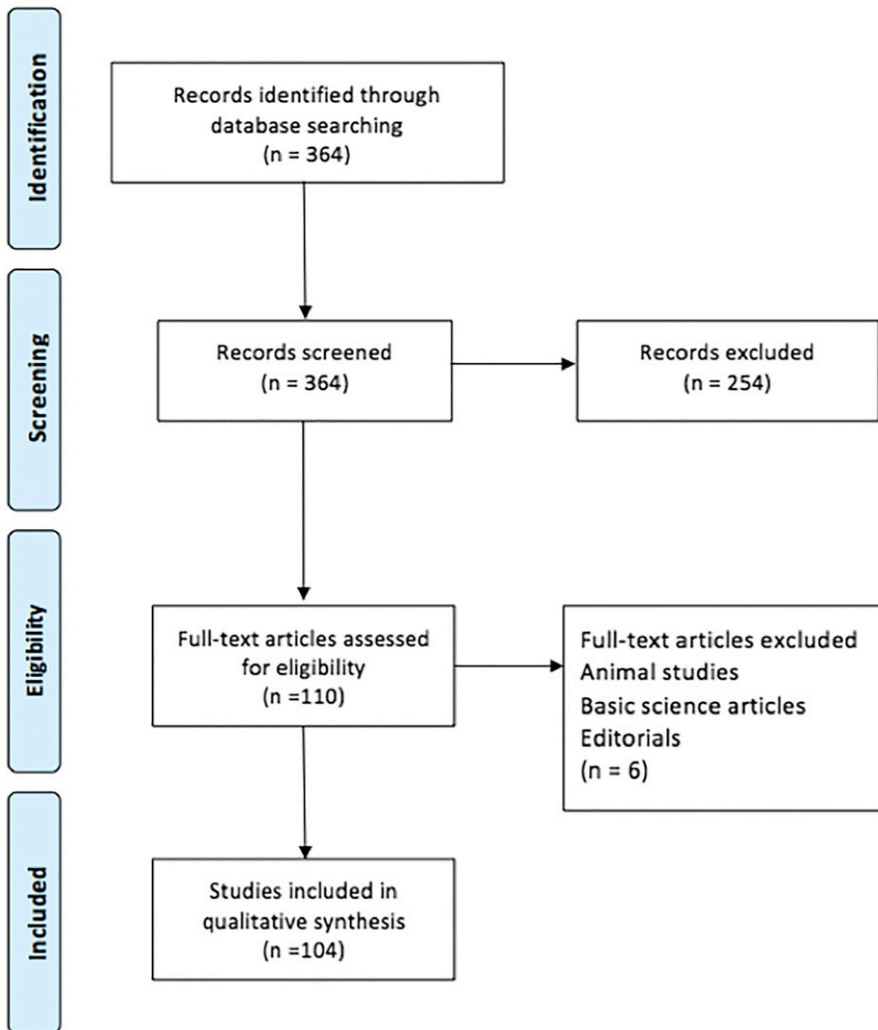 Identification
Records identified through
database searching
(n = 364)
Screening
Records screened
(n = 364)
Records excluded
(n = 254)
Eligibility
Full-text articles assessed
for eligibility
(n =110)
Full-text articles excluded
Animal studies
Basic science articles
Editorials
(n = 6)
Included
Studies included in
qualitative synthesis
(n =104)